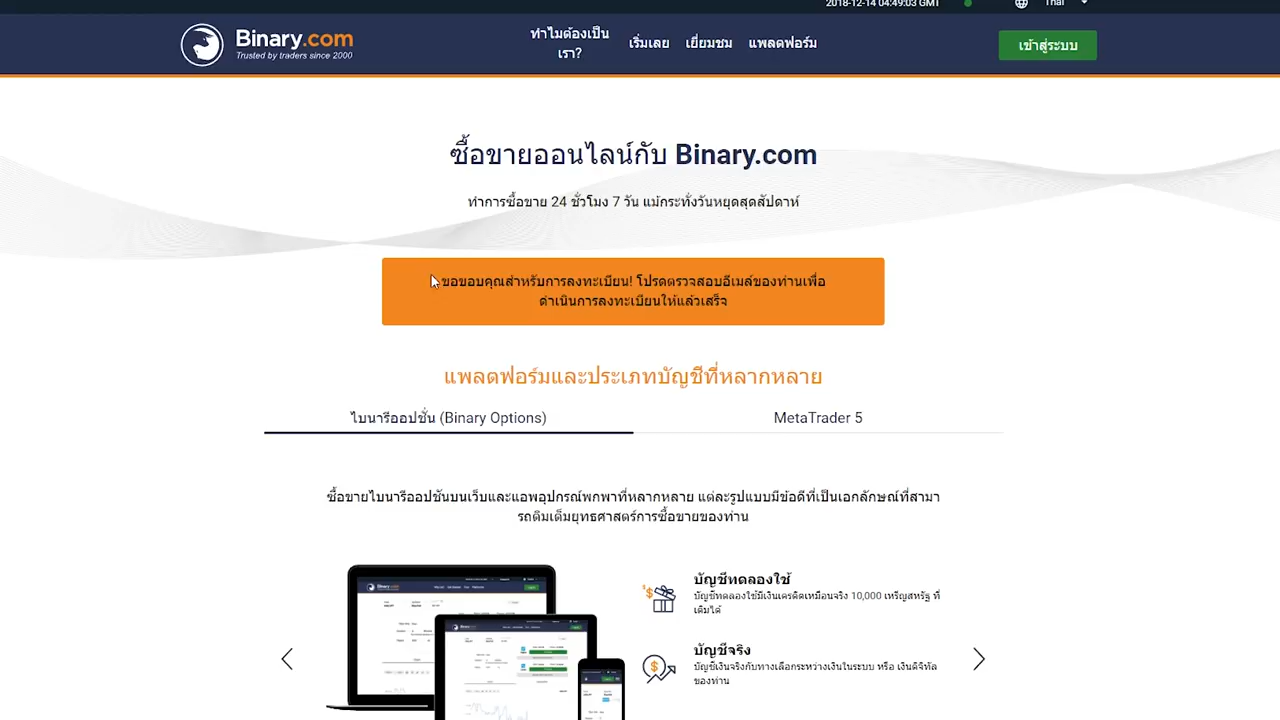 2018-12-14 04:49:03 GMT
Thai
Binary.com
Trusted by traders since 2000
ทำไมต้องเป็น
เรา?
เริ่มเลย
เยี่ยมชม
แพลตฟอร์ม
เข้าสู่ระบบ
ซื้อขายออนไลน์กับ Binary.com
ทำการซื้อขาย 24 ชั่วโมง 7 วัน แม้กระทั่งวันหยุดสุดสัปดาห์
ขอขอบคุณสำหรับการลงทะเบียน! โปรดตรวจสอบอีเมล์ของท่านเพื่อ
ดำเนินการลงทะเบียนให้แล้วเสร็จ
แพลตฟอร์มและประเภทบัญชีที่หลากหลาย
ไบนารีออปชั่น (Binary Options)
MetaTrader 5
ซื้อขายไบนารีออปชันบนเว็บและแอพอุปกรณ์พกพาที่หลากหลาย แต่ละรูปแบบมีข้อดีที่เป็นเอกลักษณ์ที่สามา
รถเติมเต็มยุทธศาสตร์การซื้อขายของท่าน
บัญชีทดลองใช้
บัญชีทดลองใช้มีเงินเครดิตเหมือนจริง 10,000 เหรีญสหรัฐ ที่
เติมได้
บัญชีจริง
บัญชีเงินจริงกับทางเลือกระหว่างเงินในระบบ หรือ เงินดิจิทัล
ของท่าน